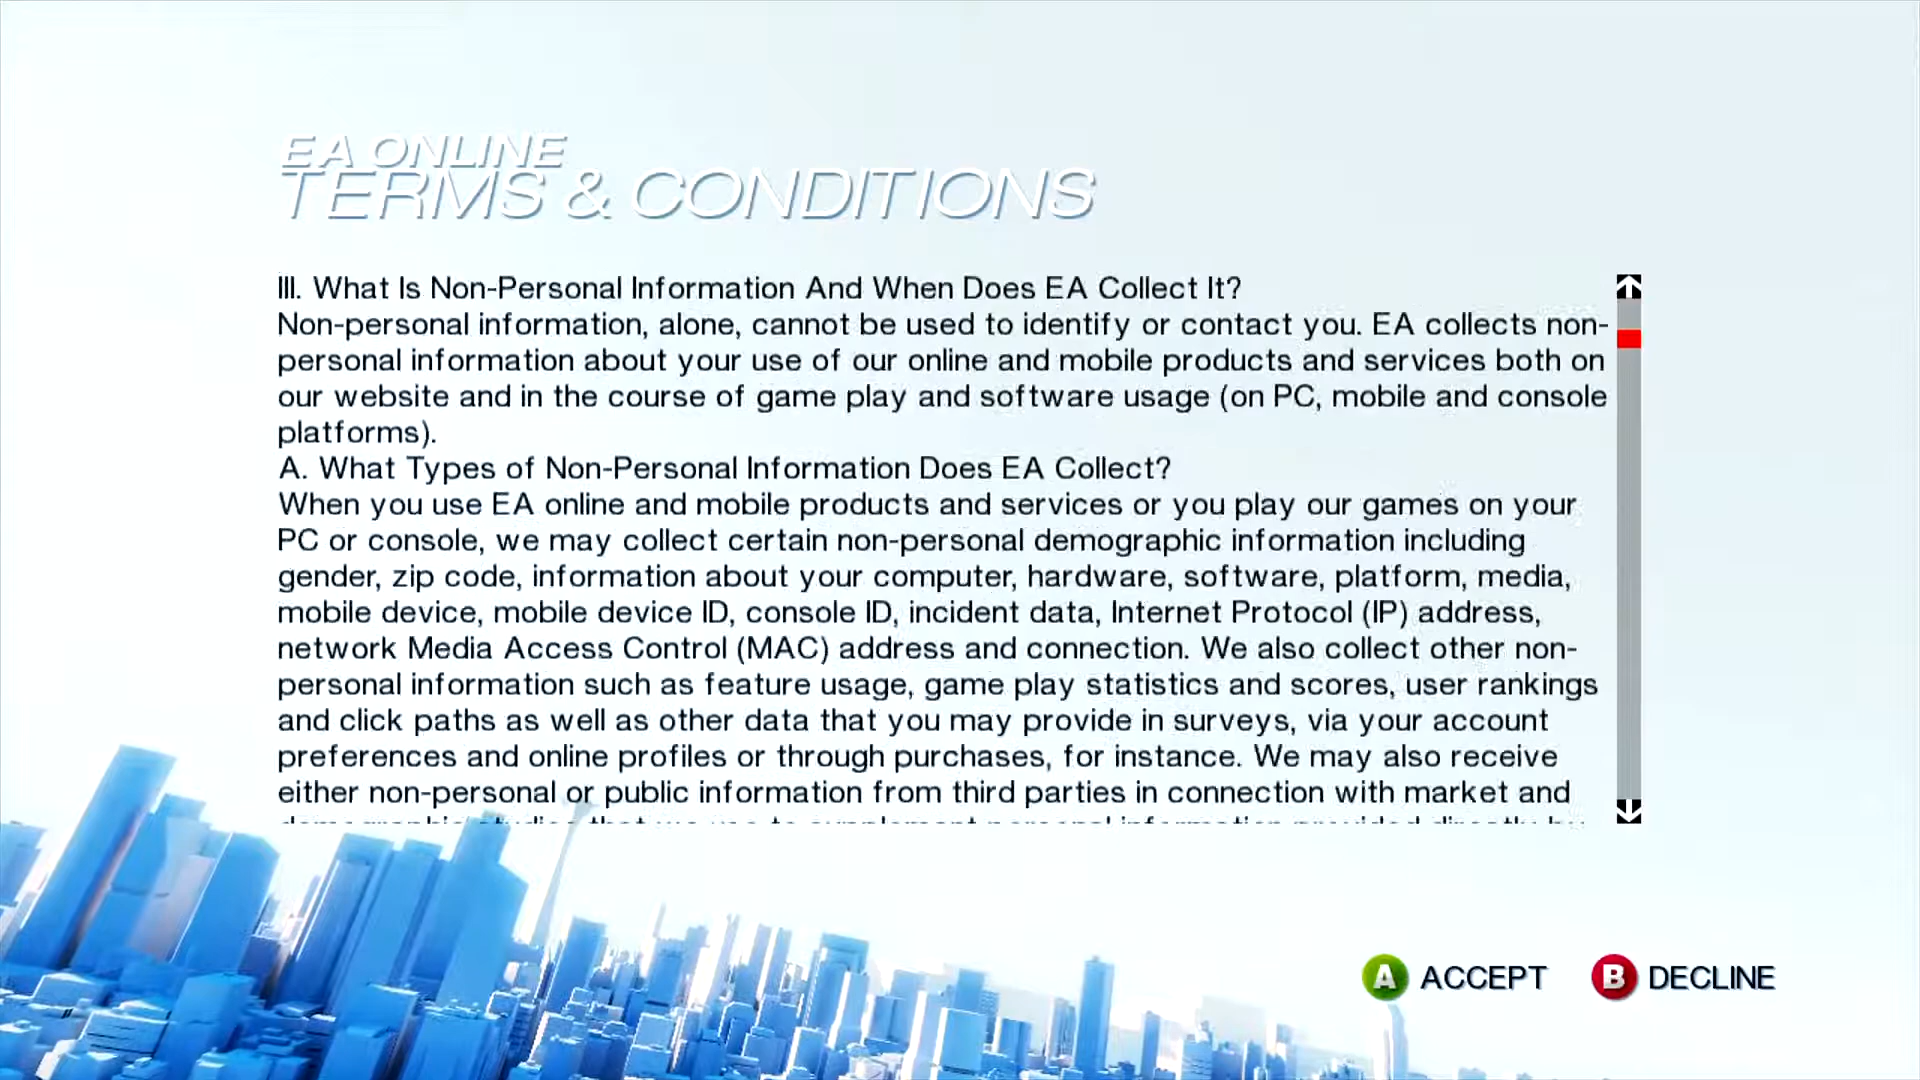 EA ONLINE
TERMS & CONDITIONS
III. What Is Non-Personal Information And When Does EA Collect It?
Non-personal information, alone, cannot be used to identify or contact you. EA collects non-
personal information about your use of our online and mobile products and services both on
our website and in the course of game play and software usage (on PC, mobile and console
platforms).
A. What Types of Non-Personal Information Does EA Collect?
When you use EA online and mobile products and services or you play our games on your
PC or console, we may collect certain non-personal demographic information including
gender, zip code, information about your computer, hardware, software, platform, media,
mobile device, mobile device ID, console ID, incident data, Internet Protocol (IP) address,
network Media Access Control (MAC) address and connection. We also collect other non-
personal information such as feature usage, game play statistics and scores, user rankings
and click paths as well as other data that you may provide in surveys, via your account
preferences and online profiles or through purchases, for instance. We may also receive
either non-personal or public information from third parties in connection with market and
A ACCEPT B DECLINE